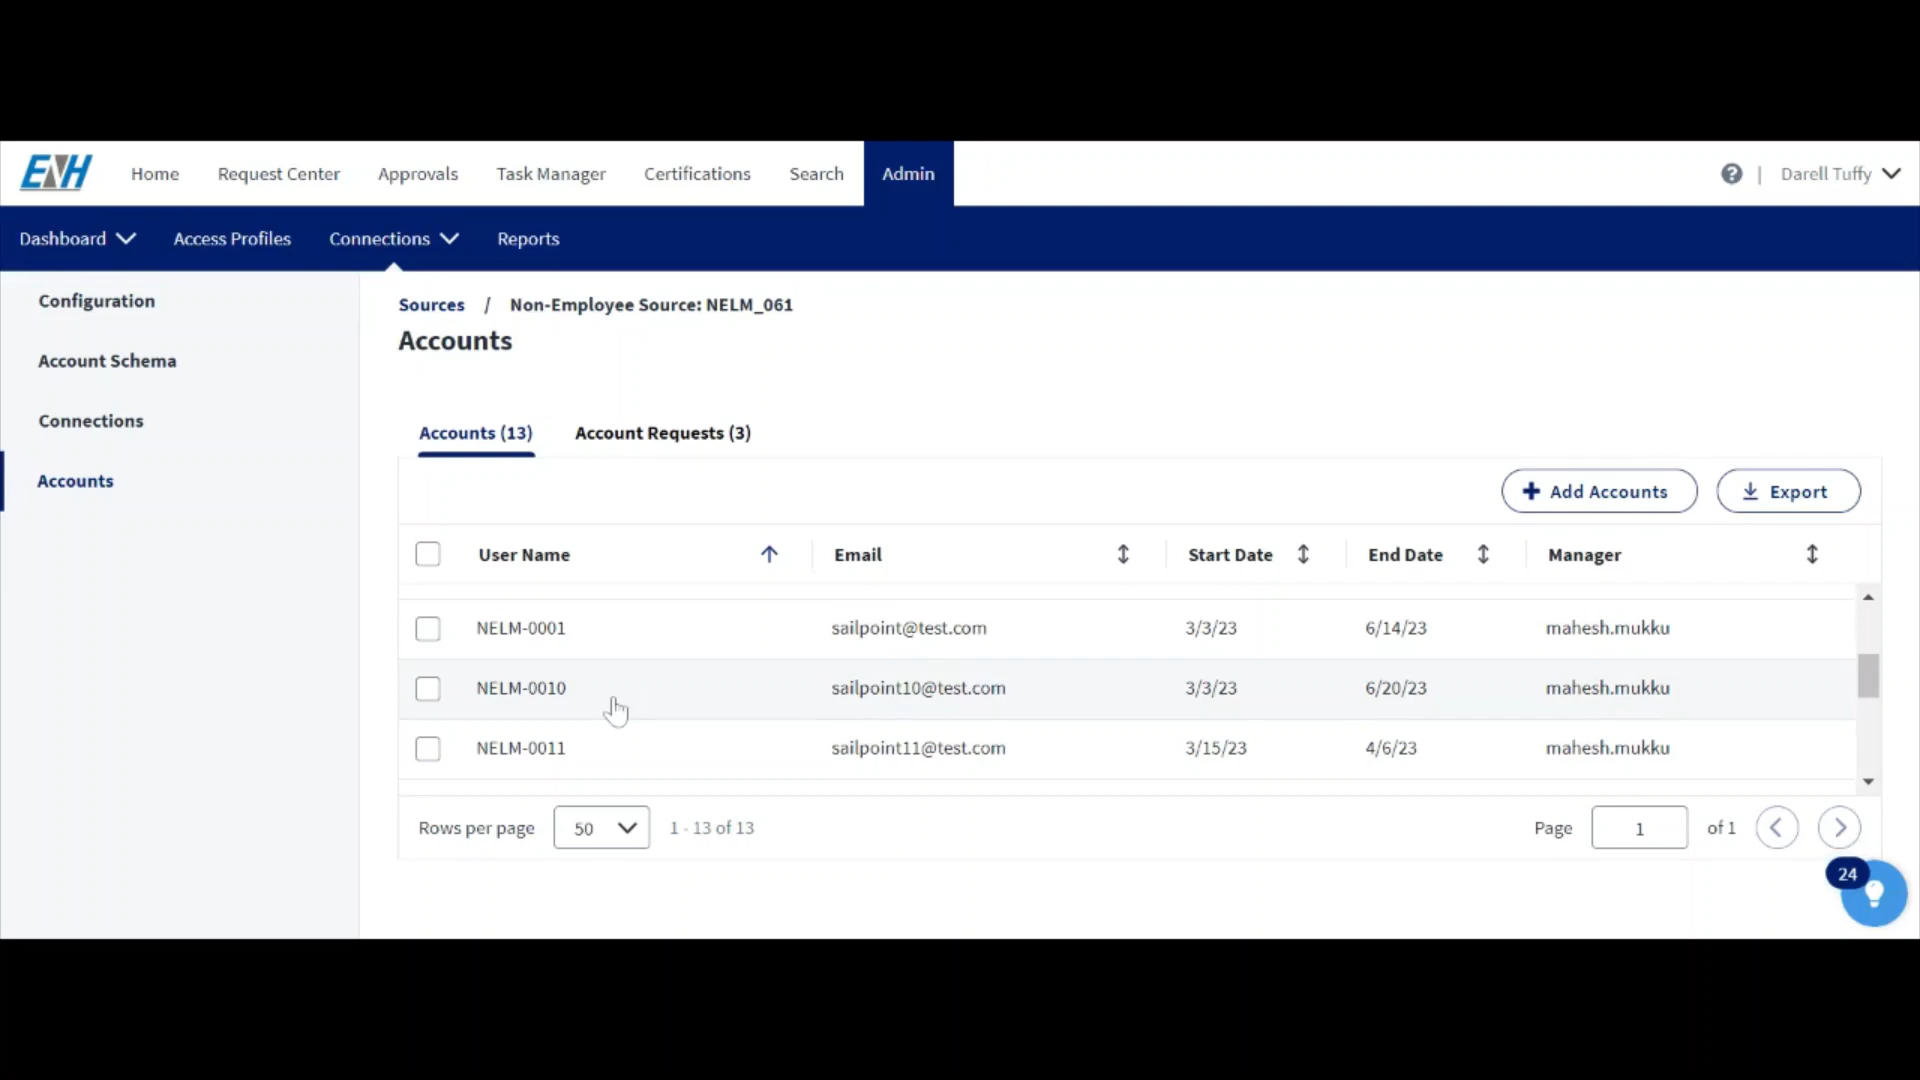 ENH Home Request Center Approvals Task Manager Certifications Search Admin ? | Darell Tuffy
Dashboard Access Profiles Connections Reports
Configuration
Account Schema
Connections
Accounts
Sources / Non-Employee Source: NELM_061
Accounts
Accounts (13) Account Requests (3)
+ Add Accounts Export
User Name Email Start Date End Date Manager
NELM-0001 sailpoint@test.com 3/3/23 6/14/23 mahesh.mukku
NELM-0010 sailpoint10@test.com 3/3/23 6/20/23 mahesh.mukku
NELM-0011 sailpoint11@test.com 3/15/23 4/6/23 mahesh.mukku
Rows per page 50 1 - 13 of 13 Page 1 of 1
24